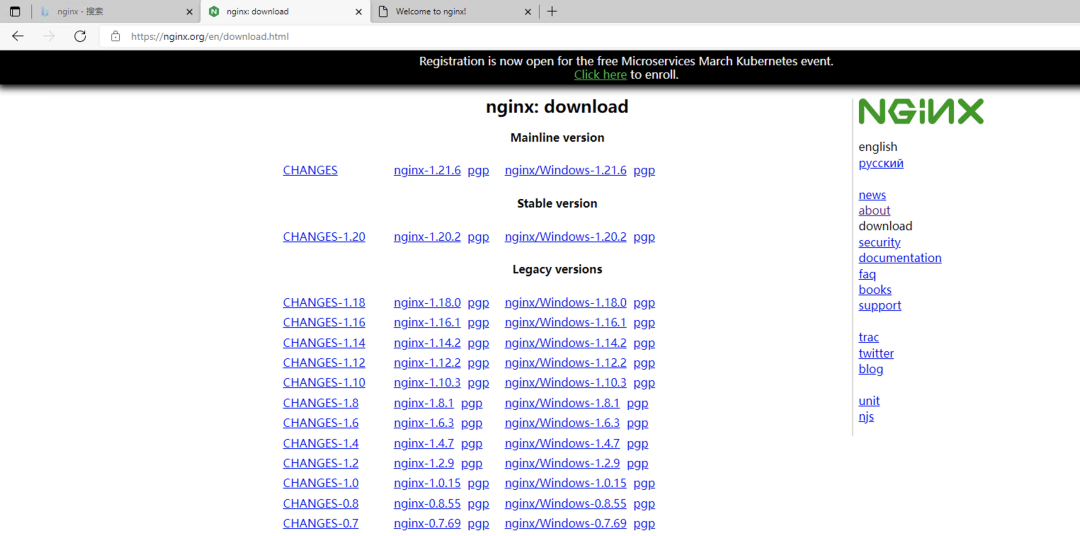 nginx - 搜索
nginx: download
Welcome to nginx!
https://nginx.org/en/download.html
Registration is now open for the free Microservices March Kubernetes event.
Click here to enroll.
nginx: download
Mainline version
CHANGES nginx-1.21.6 pgp nginx/Windows-1.21.6 pgp
Stable version
CHANGES-1.20 nginx-1.20.2 pgp nginx/Windows-1.20.2 pgp
Legacy versions
CHANGES-1.18 nginx-1.18.0 pgp nginx/Windows-1.18.0 pgp
CHANGES-1.16 nginx-1.16.1 pgp nginx/Windows-1.16.1 pgp
CHANGES-1.14 nginx-1.14.2 pgp nginx/Windows-1.14.2 pgp
CHANGES-1.12 nginx-1.12.2 pgp nginx/Windows-1.12.2 pgp
CHANGES-1.10 nginx-1.10.3 pgp nginx/Windows-1.10.3 pgp
CHANGES-1.8 nginx-1.8.1 pgp nginx/Windows-1.8.1 pgp
CHANGES-1.6 nginx-1.6.3 pgp nginx/Windows-1.6.3 pgp
CHANGES-1.4 nginx-1.4.7 pgp nginx/Windows-1.4.7 pgp
CHANGES-1.2 nginx-1.2.9 pgp nginx/Windows-1.2.9 pgp
CHANGES-1.0 nginx-1.0.15 pgp nginx/Windows-1.0.15 pgp
CHANGES-0.8 nginx-0.8.55 pgp nginx/Windows-0.8.55 pgp
CHANGES-0.7 nginx-0.7.69 pgp nginx/Windows-0.7.69 pgp
NGINX
english
русский
news
about
download
security
documentation
faq
books
support
trac
twitter
blog
unit
njs